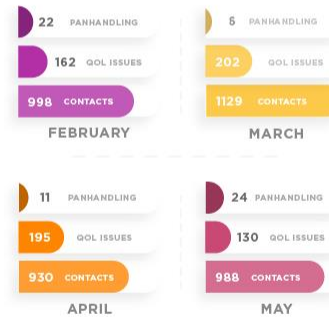 22 PANHANDLING
162 QOL ISSUES
998 CONTACTS
FEBRUARY
5 PANHANDLING
202 QOL ISSUES
1129 CONTACTS
MARCH
11 PANHANDLING
195 QOL ISSUES
930 CONTACTS
APRIL
24 PANHANDLING
130 QOL ISSUES
988 CONTACTS
MAY